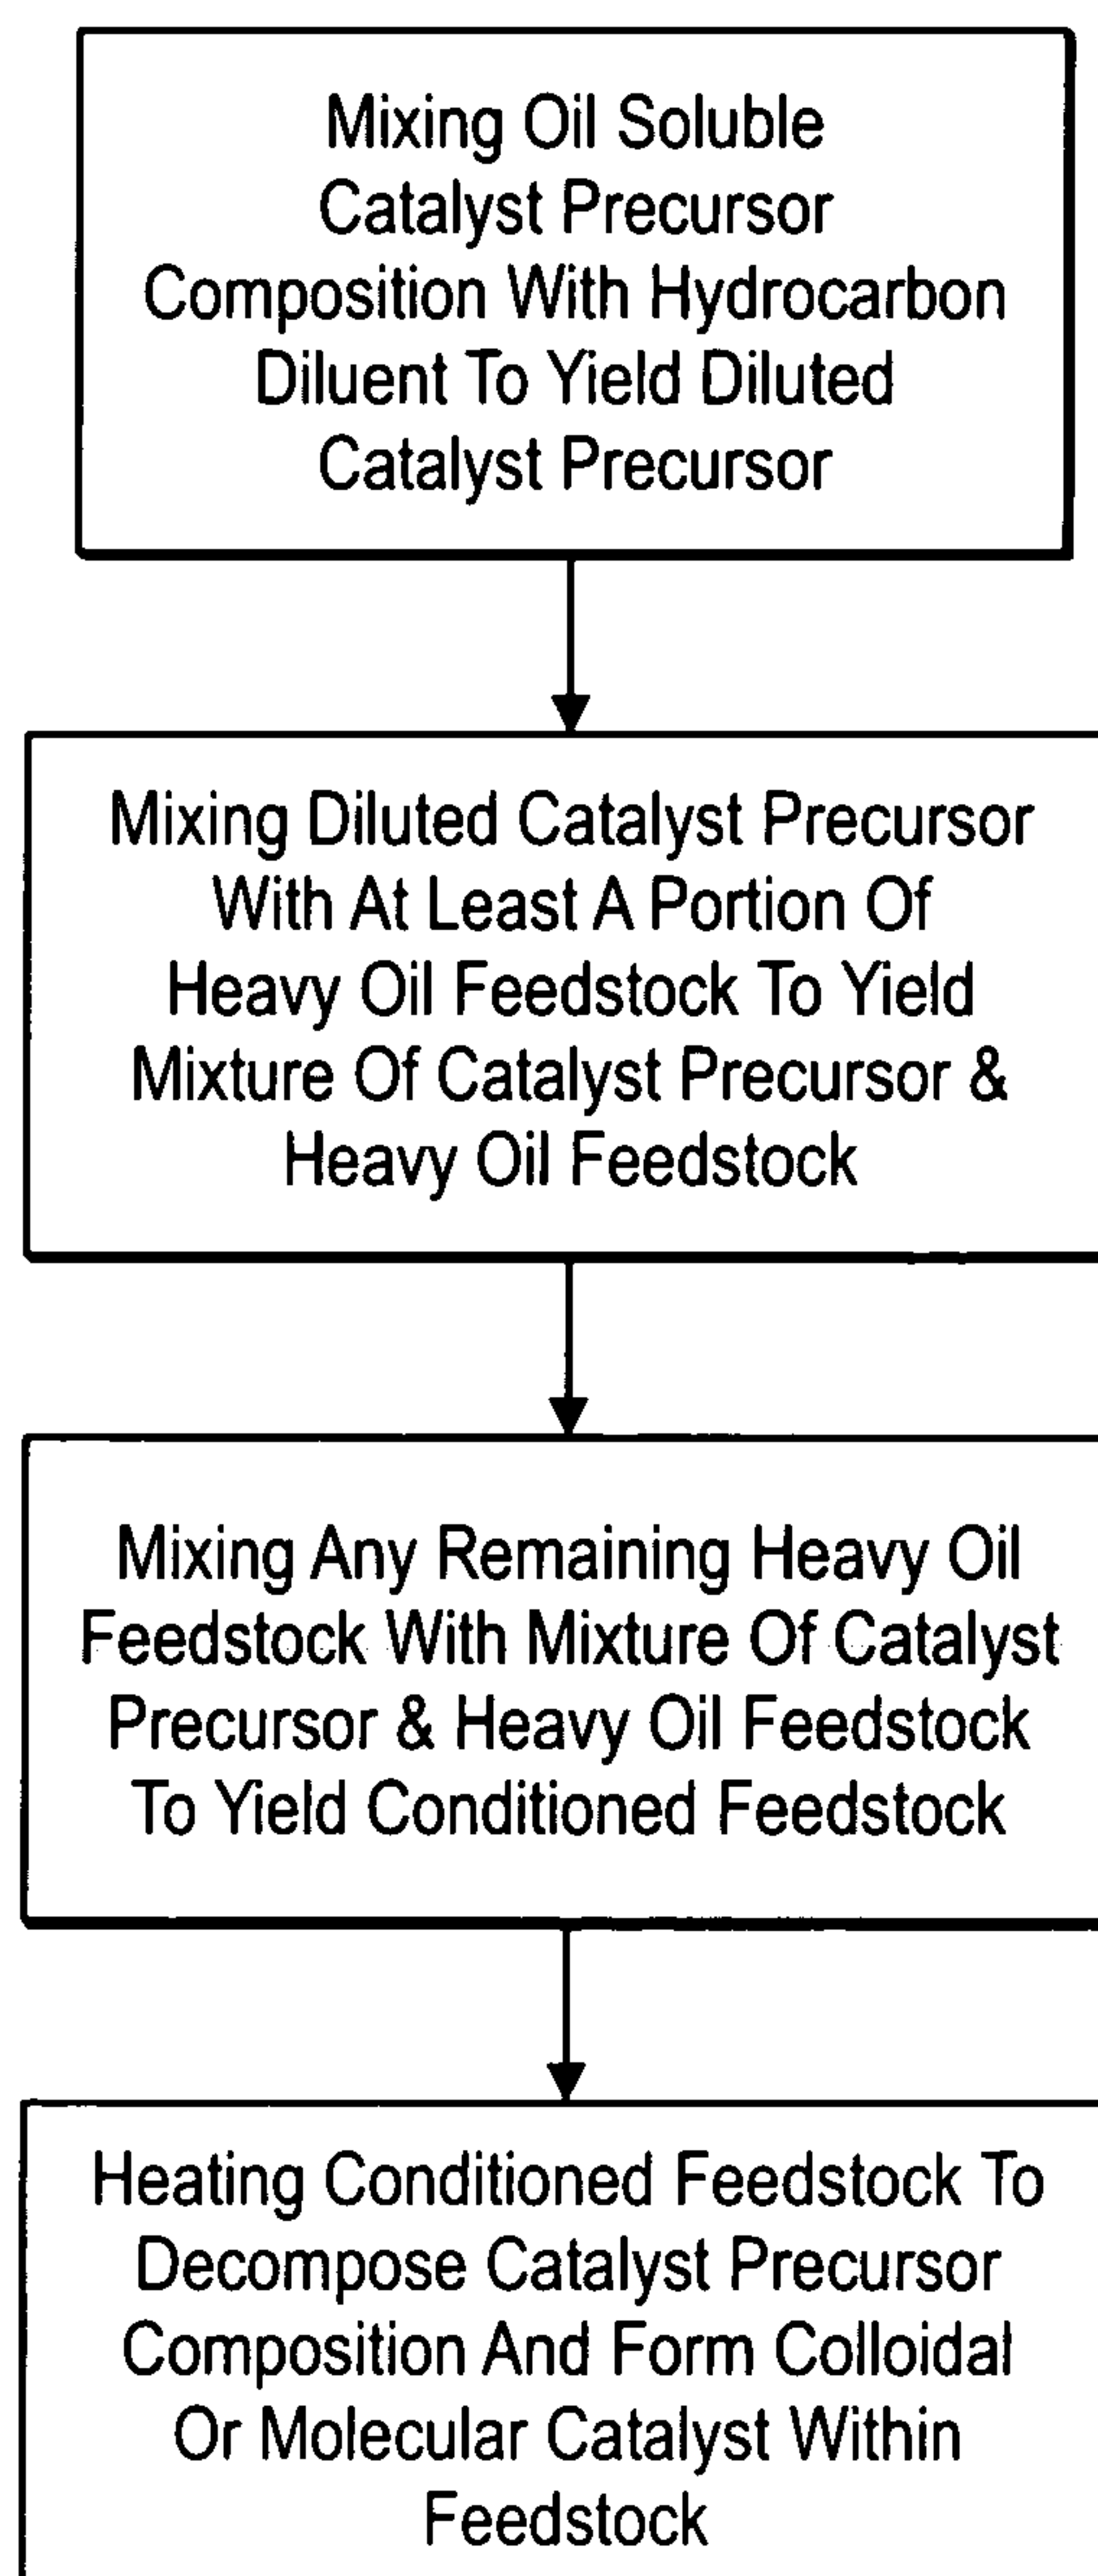 Mixing Oil Soluble
Catalyst Precursor
Composition With Hydrocarbon
Diluent To Yield Diluted
Catalyst Precursor
Mixing Diluted Catalyst Precursor
With At Least A Portion Of
Heavy Oil Feedstock To Yield
Mixture Of Catalyst Precursor &
Heavy Oil Feedstock
Mixing Any Remaining Heavy Oil
Feedstock With Mixture Of Catalyst
Precursor & Heavy Oil Feedstock
To Yield Conditioned Feedstock
Heating Conditioned Feedstock To
Decompose Catalyst Precursor
Composition And Form Colloidal
Or Molecular Catalyst Within
Feedstock